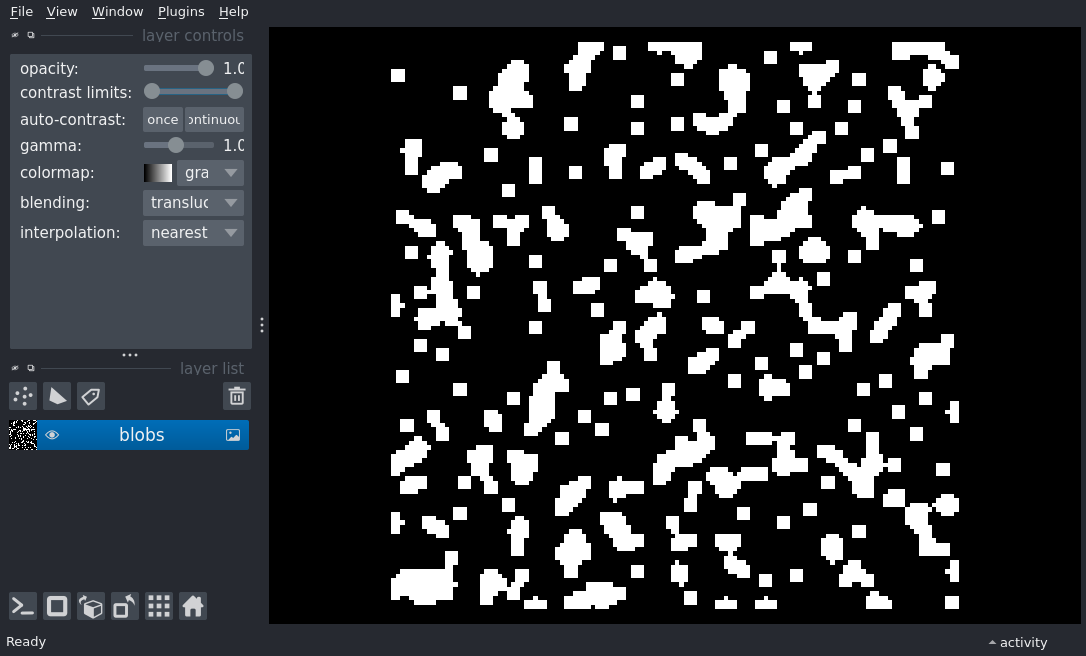 File View Window Plugins Help
layer controls
opacity: 1.0
contrast limits:
auto-contrast: once ontinuou
gamma: 1.0
colormap: gra
blending: transluc
interpolation: nearest
layer list
blobs
Ready
activity